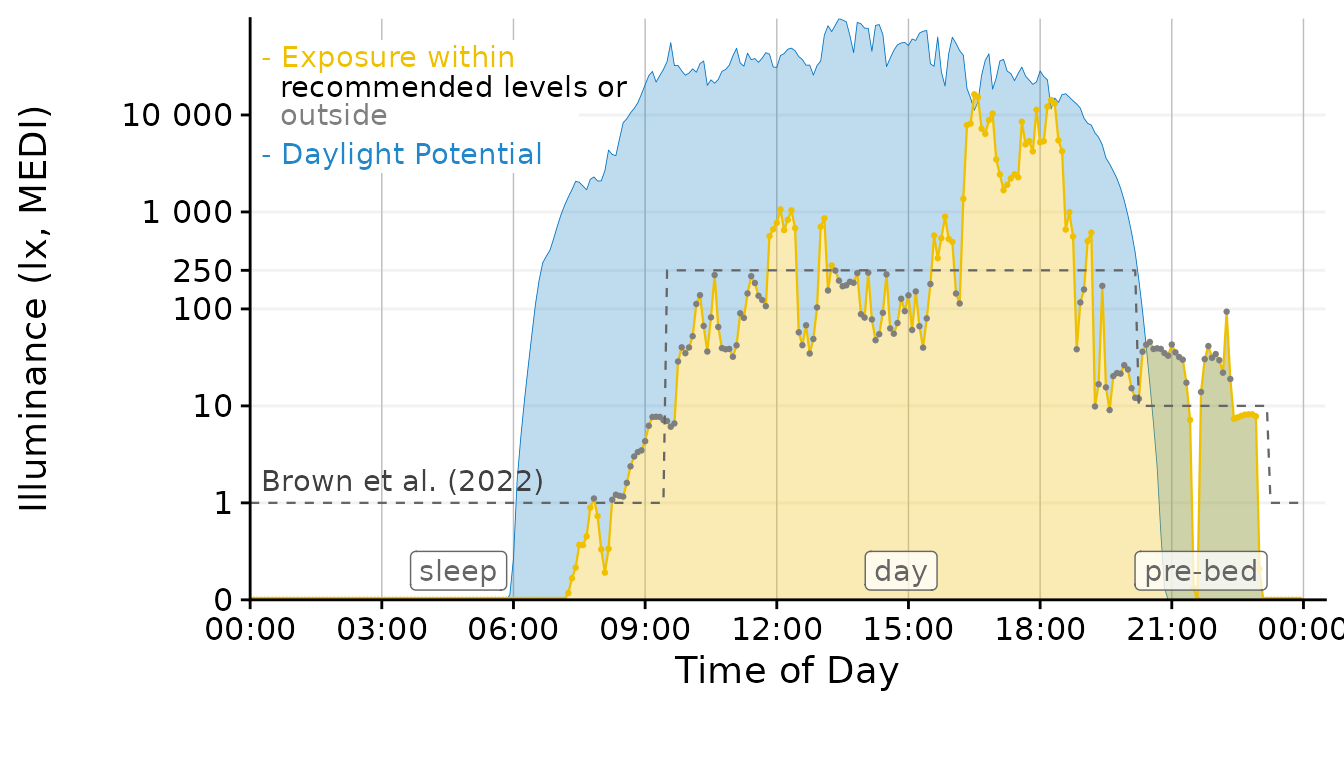 - Exposure within
recommended levels or
outside
- Daylight Potential
Illuminance (lx, MEDI)
10 000
1 000
250
100
10
1
0
Brown et al. (2022)
sleep
day
pre-bed
00:00 03:00 06:00 09:00 12:00 15:00 18:00 21:00 00:00
Time of Day